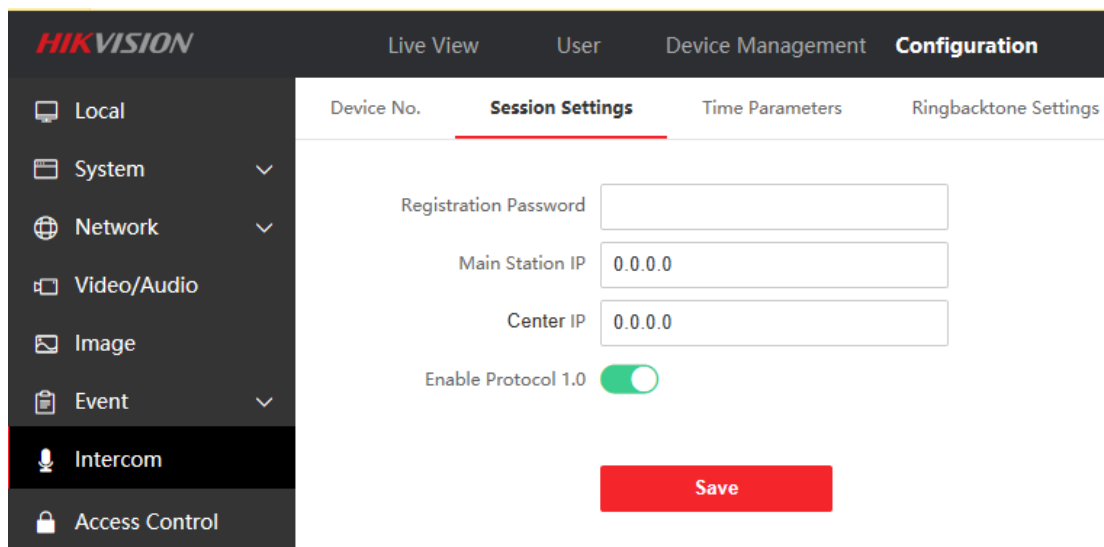 HIKVISION Live View User Device Management Configuration
Local
System
Network
Video/Audio
Image
Event
Intercom
Access Control
Device No. Session Settings Time Parameters Ringbacktone Settings
Registration Password
Main Station IP 0.0.0.0
Center IP 0.0.0.0
Enable Protocol 1.0
Save